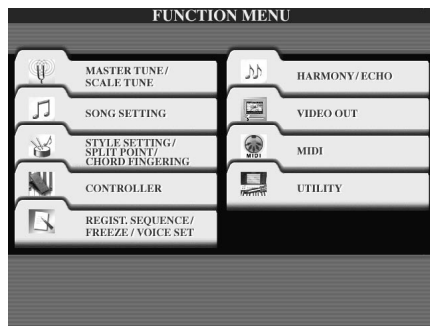 FUNCTION MENU
MASTER TUNE/
SCALE TUNE
SONG SETTING
STYLE SETTING/
SPLIT POINT/
CHORD FINGERING
CONTROLLER
REGIST. SEQUENCE/
FREEZE / VOICE SET
HARMONY/ ECHO
VIDEO OUT
MIDI
MIDI
UTILITY